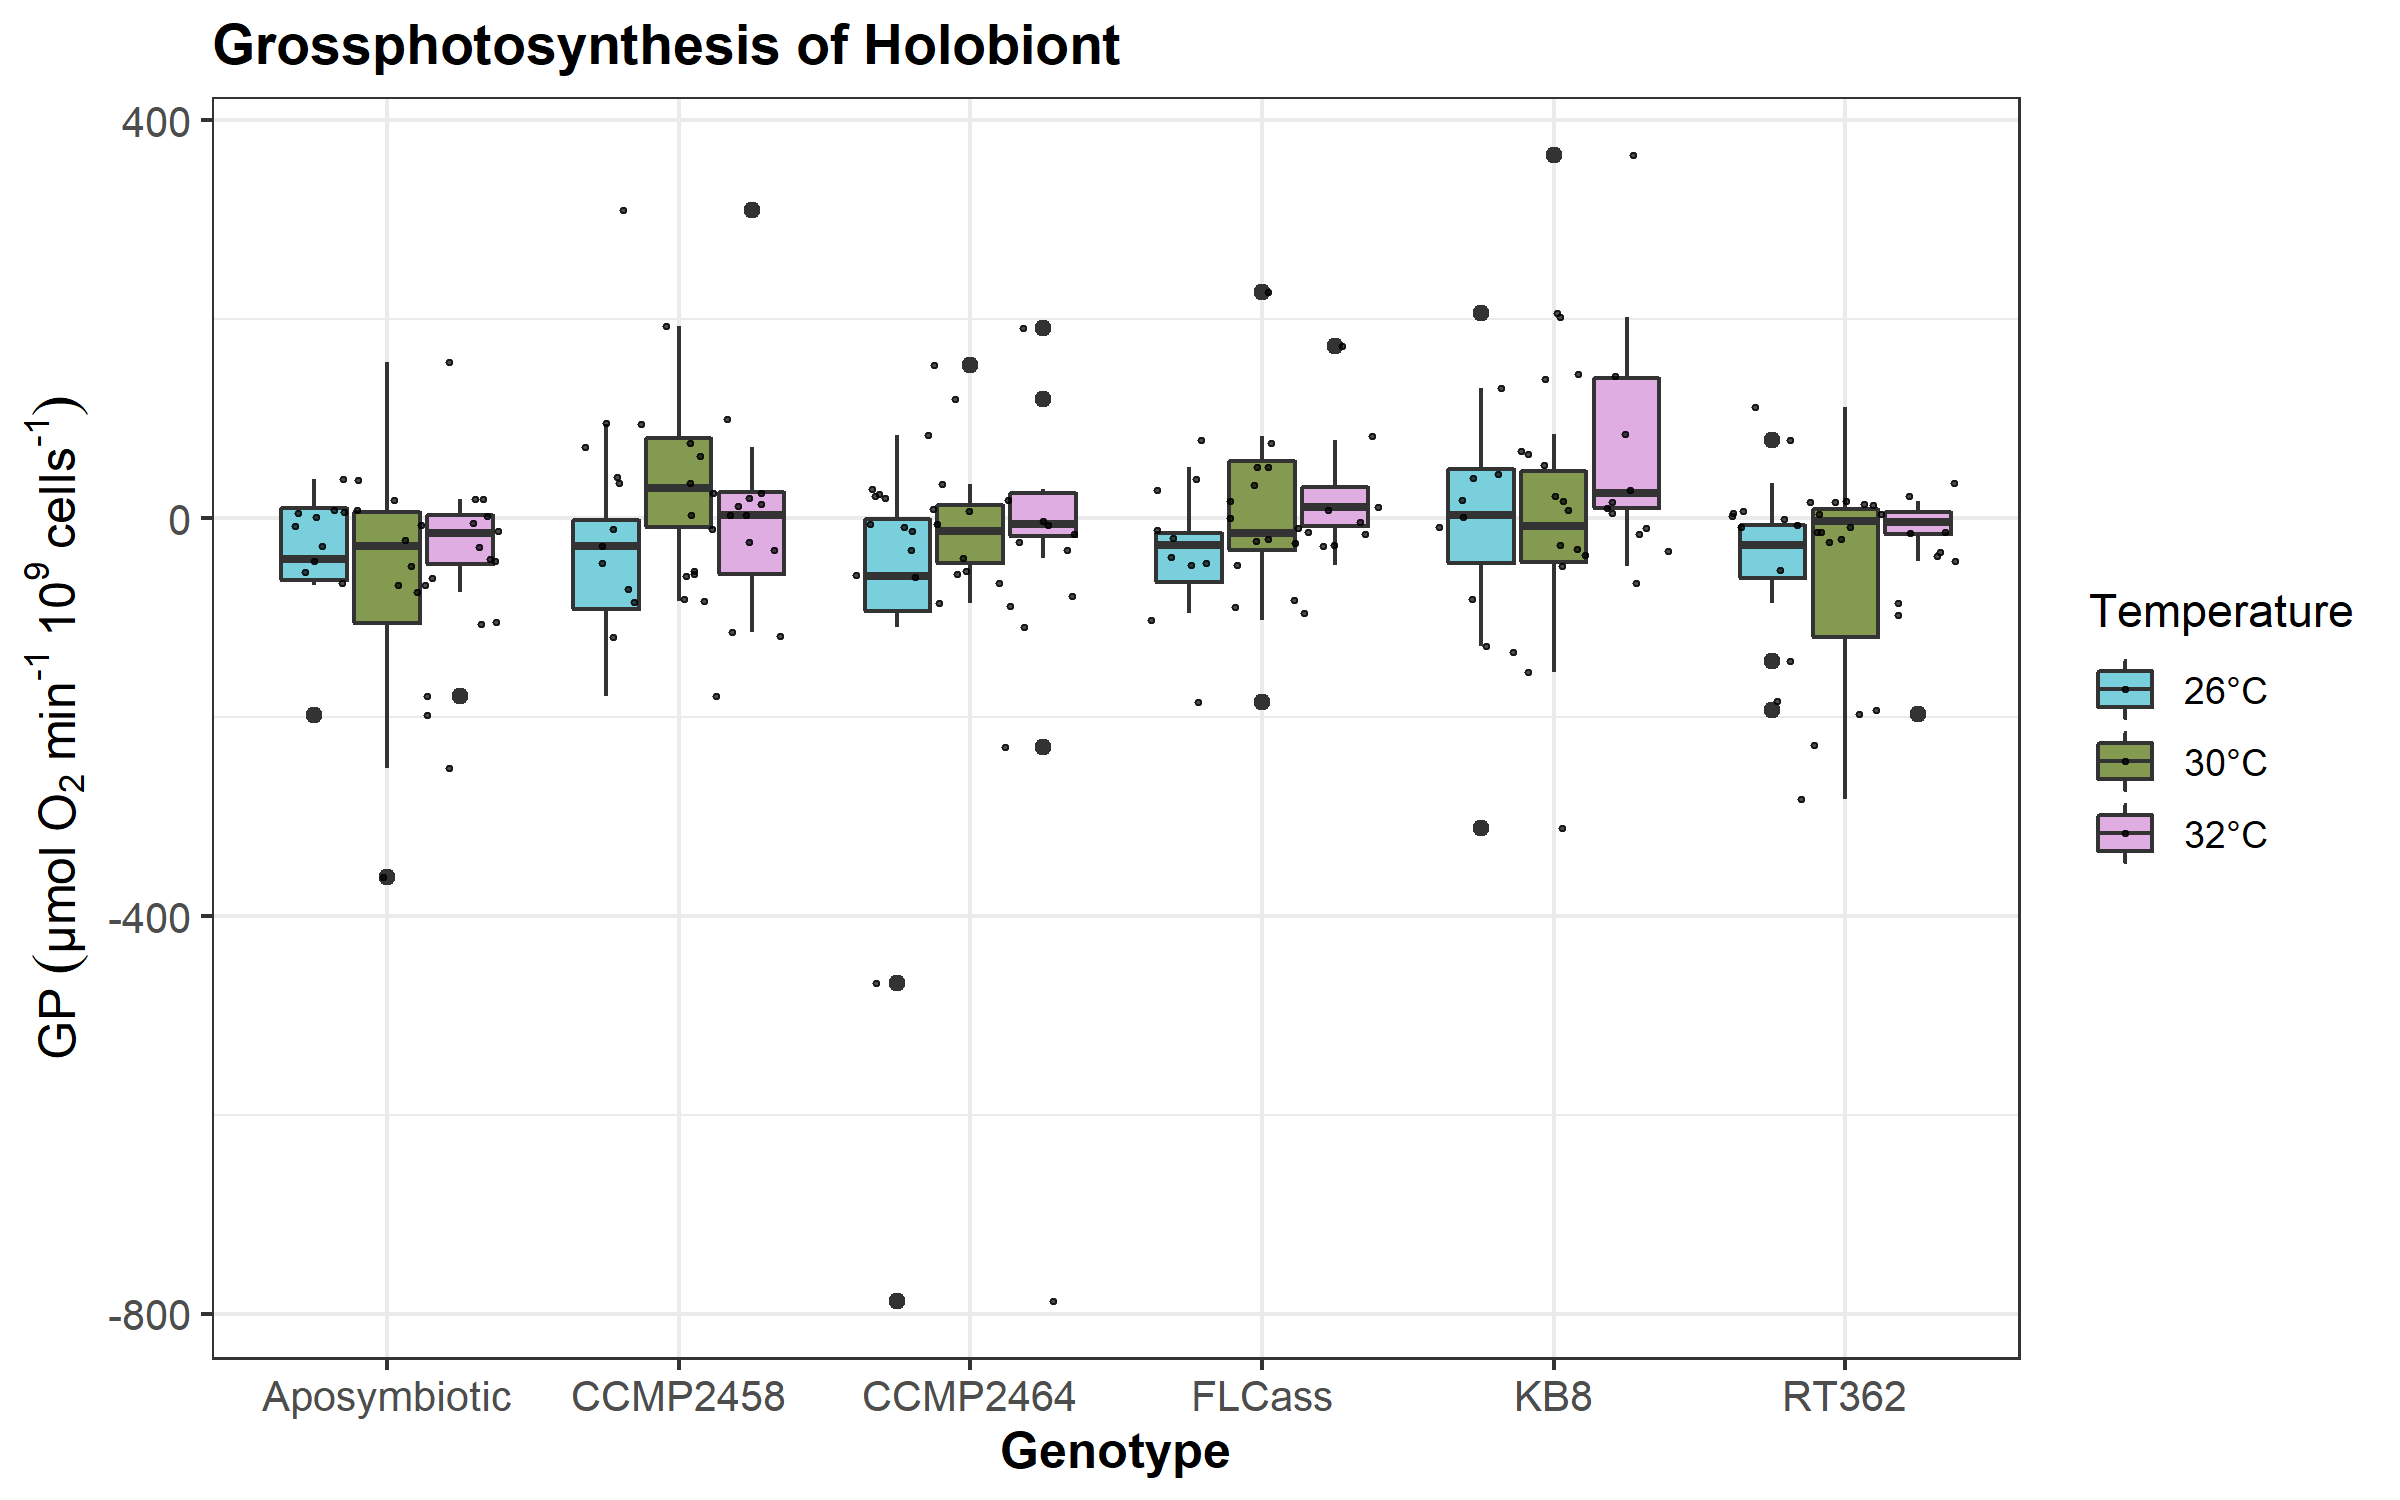 Grossphotosynthesis of Holobiont
400
0
-400
-800
GP (μmol O₂ min⁻¹ 10⁹ cells⁻¹)
Aposymbiotic CCMP2458 CCMP2464 FLCass KB8 RT362
Genotype
Temperature
26°C
30°C
32°C